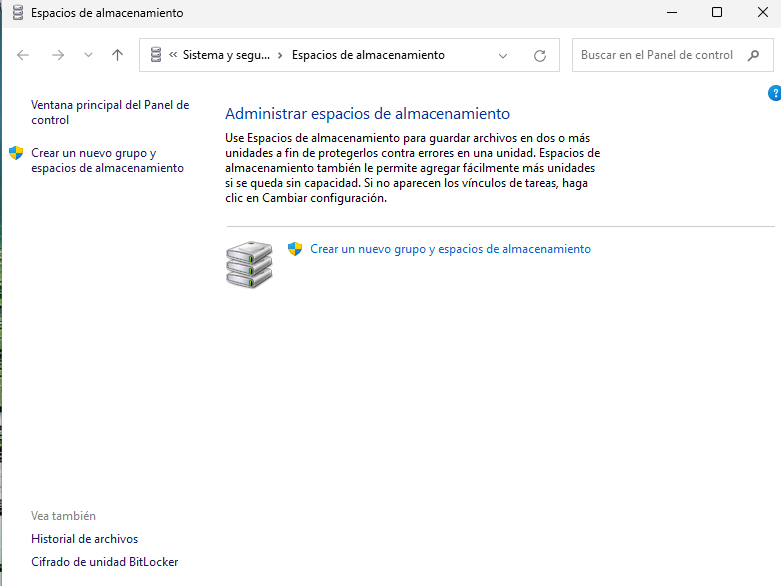 Espacios de almacenamiento
« Sistema y segu... › Espacios de almacenamiento
Buscar en el Panel de control
Ventana principal del Panel de
control
Crear un nuevo grupo y
espacios de almacenamiento
?
Administrar espacios de almacenamiento
Use Espacios de almacenamiento para guardar archivos en dos o más
unidades a fin de protegerlos contra errores en una unidad. Espacios de
almacenamiento también le permite agregar fácilmente más unidades
si se queda sin capacidad. Si no aparecen los vínculos de tareas, haga
clic en Cambiar configuración.
Crear un nuevo grupo y espacios de almacenamiento
Vea también
Historial de archivos
Cifrado de unidad BitLocker